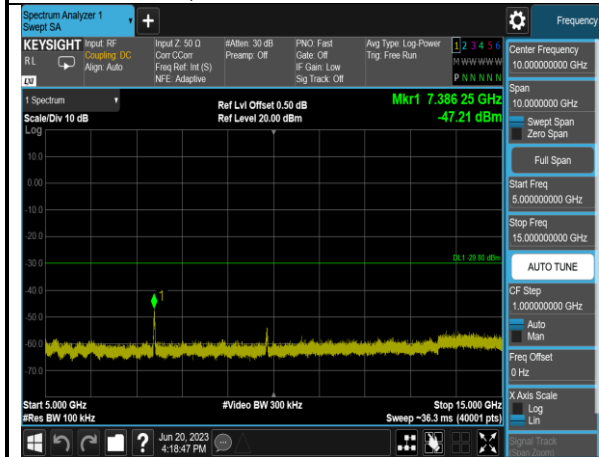 Spectrum Analyzer 1
Swept SA
+
Frequency
KEYSIGHT
RL
LXI
Input: RF
Coupling: DC
Align: Auto
Input Z: 50 Ω
Corr CCorr
Freq Ref: Int (S)
NFE: Adaptive
#Atten: 30 dB
Preamp: Off
PNO: Fast
Gate: Off
IF Gain: Low
Sig Track: Off
Avg Type: Log-Power
Trig: Free Run
1 2 3 4 5 6
M W W W W W
P N N N N N
1 Spectrum
Scale/Div 10 dB
Ref Lvl Offset 0.50 dB
Ref Level 20.00 dBm
Mkr1 7.386 25 GHz
-47.21 dBm
Log
10.0
0.00
-10.0
-20.0
-30.0
-40.0
-50.0
-60.0
-70.0
DL1 -29.80 dBm
1
Start 5.000 GHz
#Res BW 100 kHz
#Video BW 300 kHz
Stop 15.000 GHz
Sweep ~36.3 ms (40001 pts)
Center Frequency
10.000000000 GHz
Span
10.0000000 GHz
Swept Span
Zero Span
Full Span
Start Freq
5.000000000 GHz
Stop Freq
15.000000000 GHz
AUTO TUNE
CF Step
1.000000000 GHz
Auto
Man
Freq Offset
0 Hz
X Axis Scale
Log
Lin
Signal Track
(Span Zoom)
?
Jun 20, 2023
4:18:47 PM